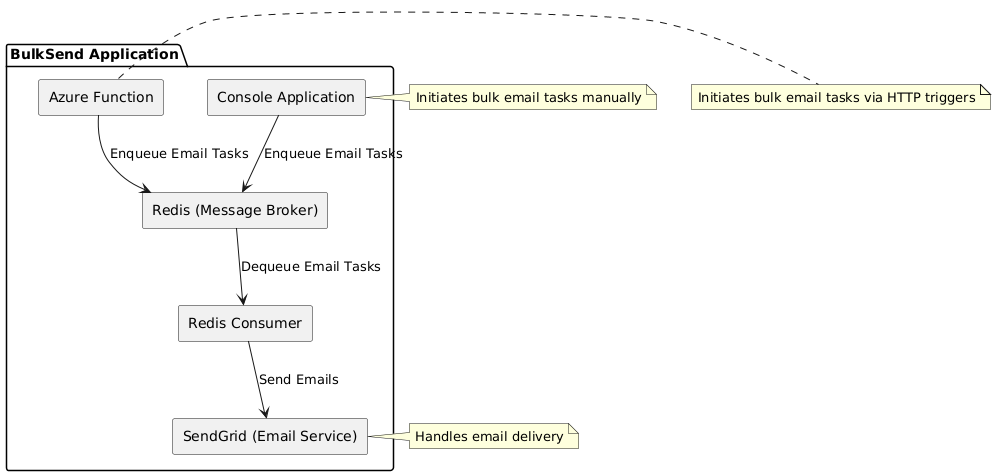 BulkSend Application
Azure Function
Console Application
Initiates bulk email tasks manually
Initiates bulk email tasks via HTTP triggers
Enqueue Email Tasks
Enqueue Email Tasks
Redis (Message Broker)
Dequeue Email Tasks
Redis Consumer
Send Emails
SendGrid (Email Service)
Handles email delivery